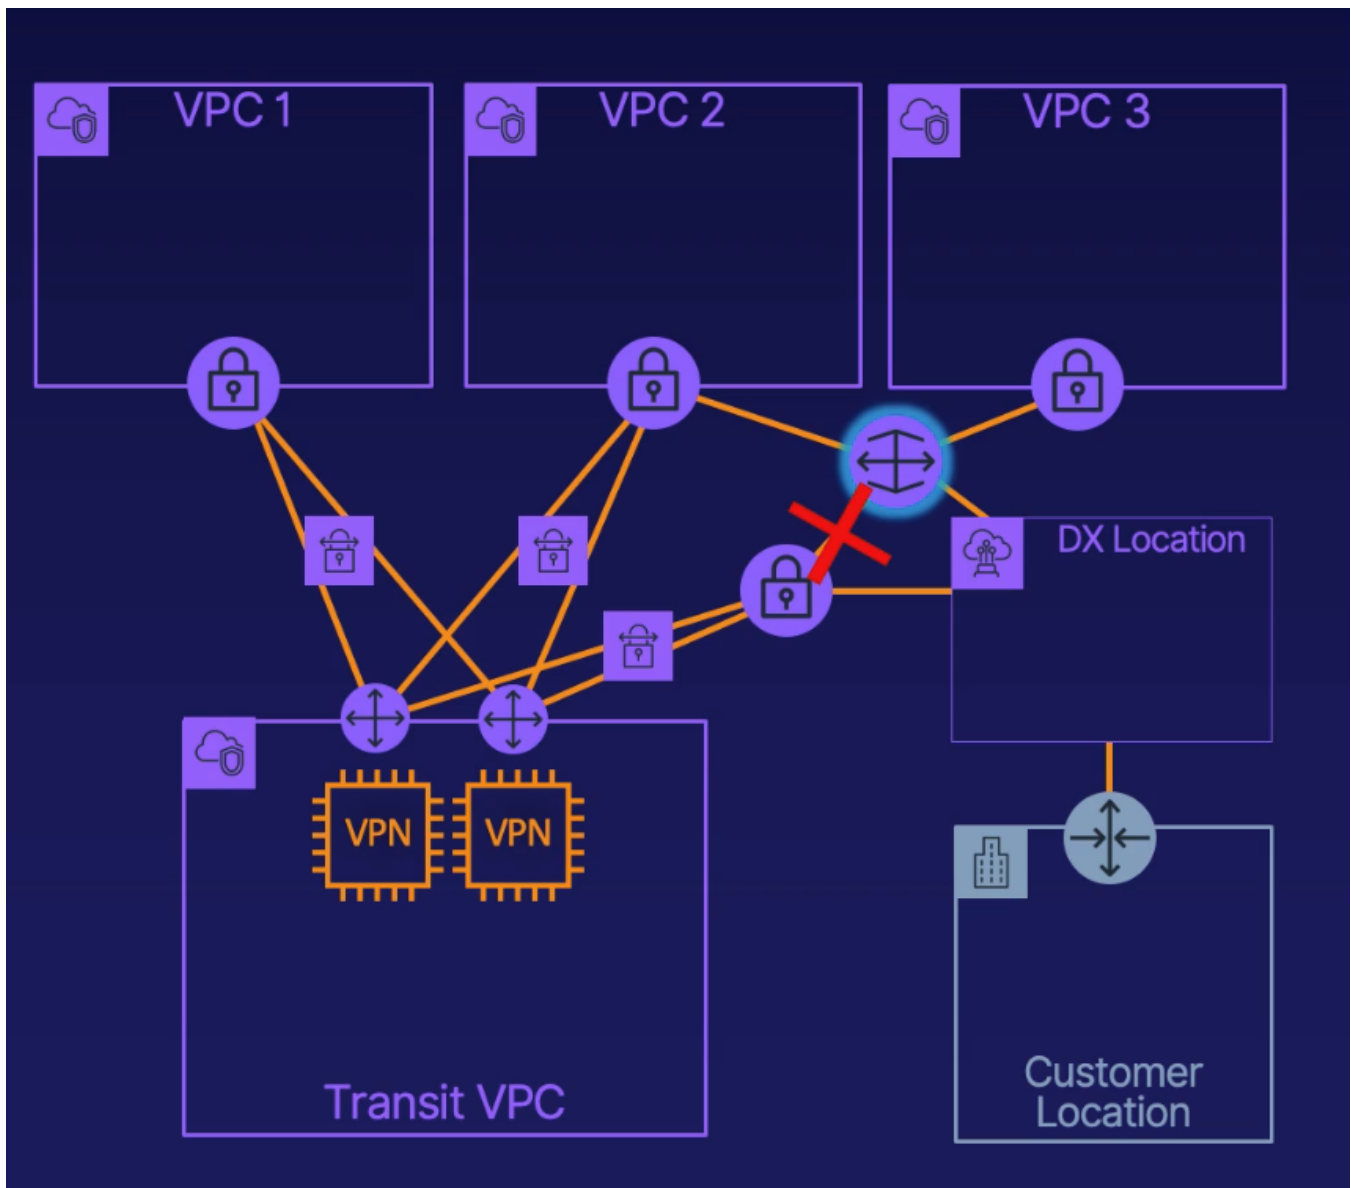 VPC 1
VPC 2
VPC 3
DX Location
VPN
VPN
Transit VPC
Customer
Location